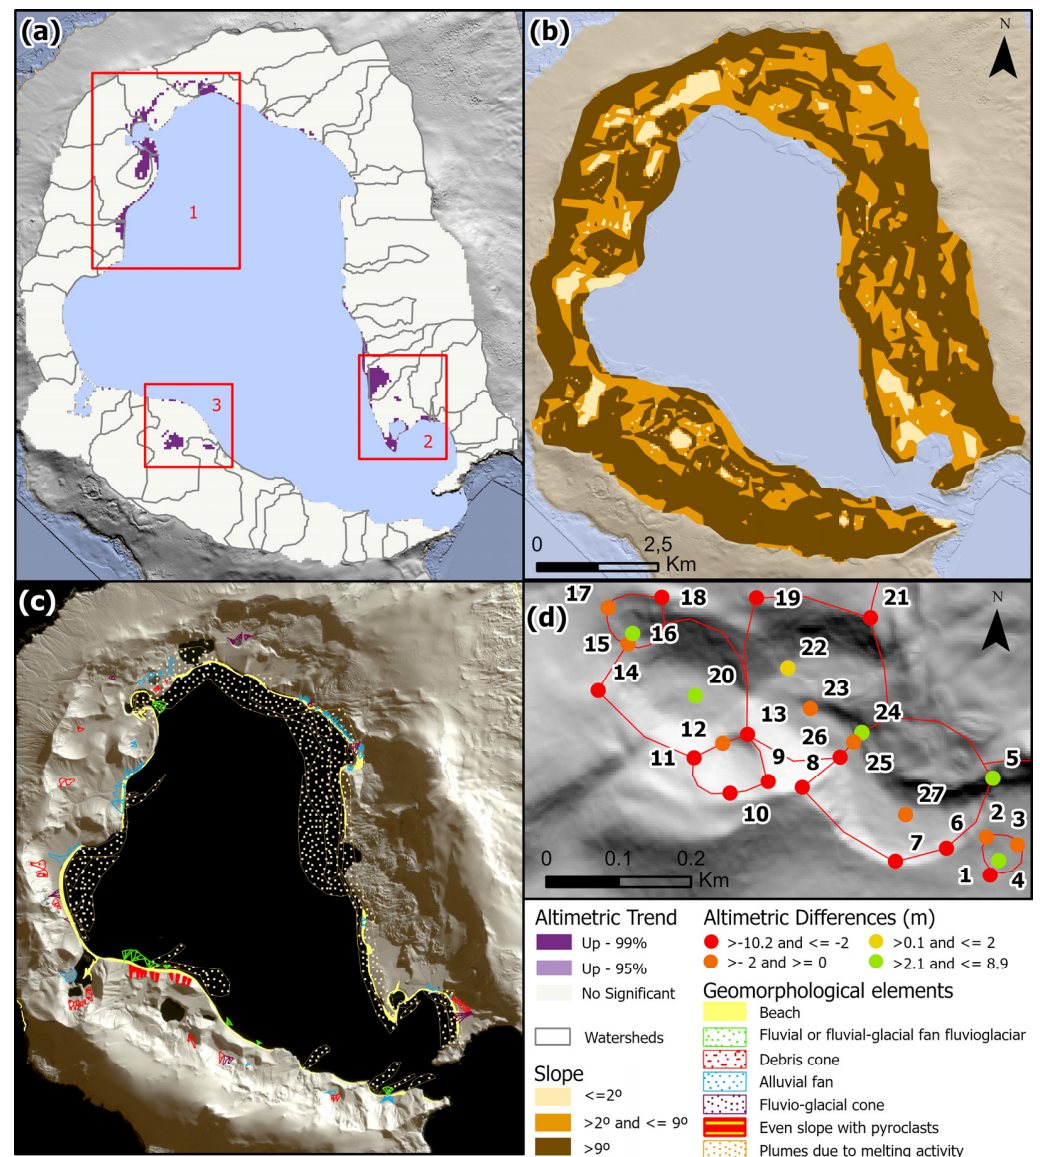 (a)
1
2
3
(b)
N
0 2,5
Km
(c)
(d)
N
17 18 19 21
15 16
14 20 22
23
12 13 24
11 9 8 26 25
10 27 5
7 6 2 3
1 4
0 0.1 0.2
Km
Altimetric Trend
Up - 99%
Up - 95%
No Significant
Watersheds
Slope
<=2º
>2º and <= 9º
>9º
Altimetric Differences (m)
>-10.2 and <= -2
>- 2 and >= 0
>0.1 and <= 2
>2.1 and <= 8.9
Geomorphological elements
Beach
Fluvial or fluvial-glacial fan fluvioglaciar
Debris cone
Alluvial fan
Fluvio-glacial cone
Even slope with pyroclasts
Plumes due to melting activity